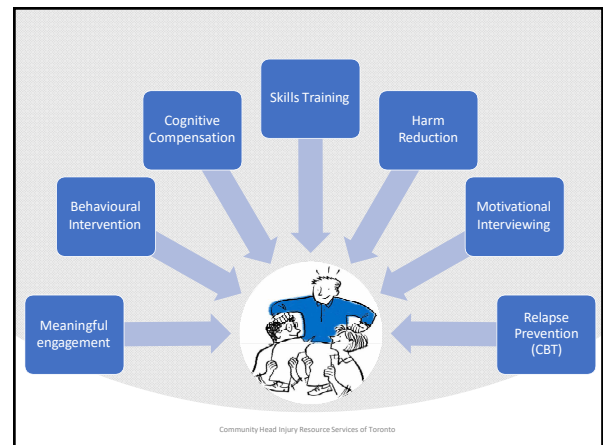 Skills Training
Cognitive
Compensation
Harm
Reduction
Behavioural
Intervention
Motivational
Interviewing
Meaningful
engagement
Relapse
Prevention
(CBT)
Community Head Injury Resource Services of Toronto